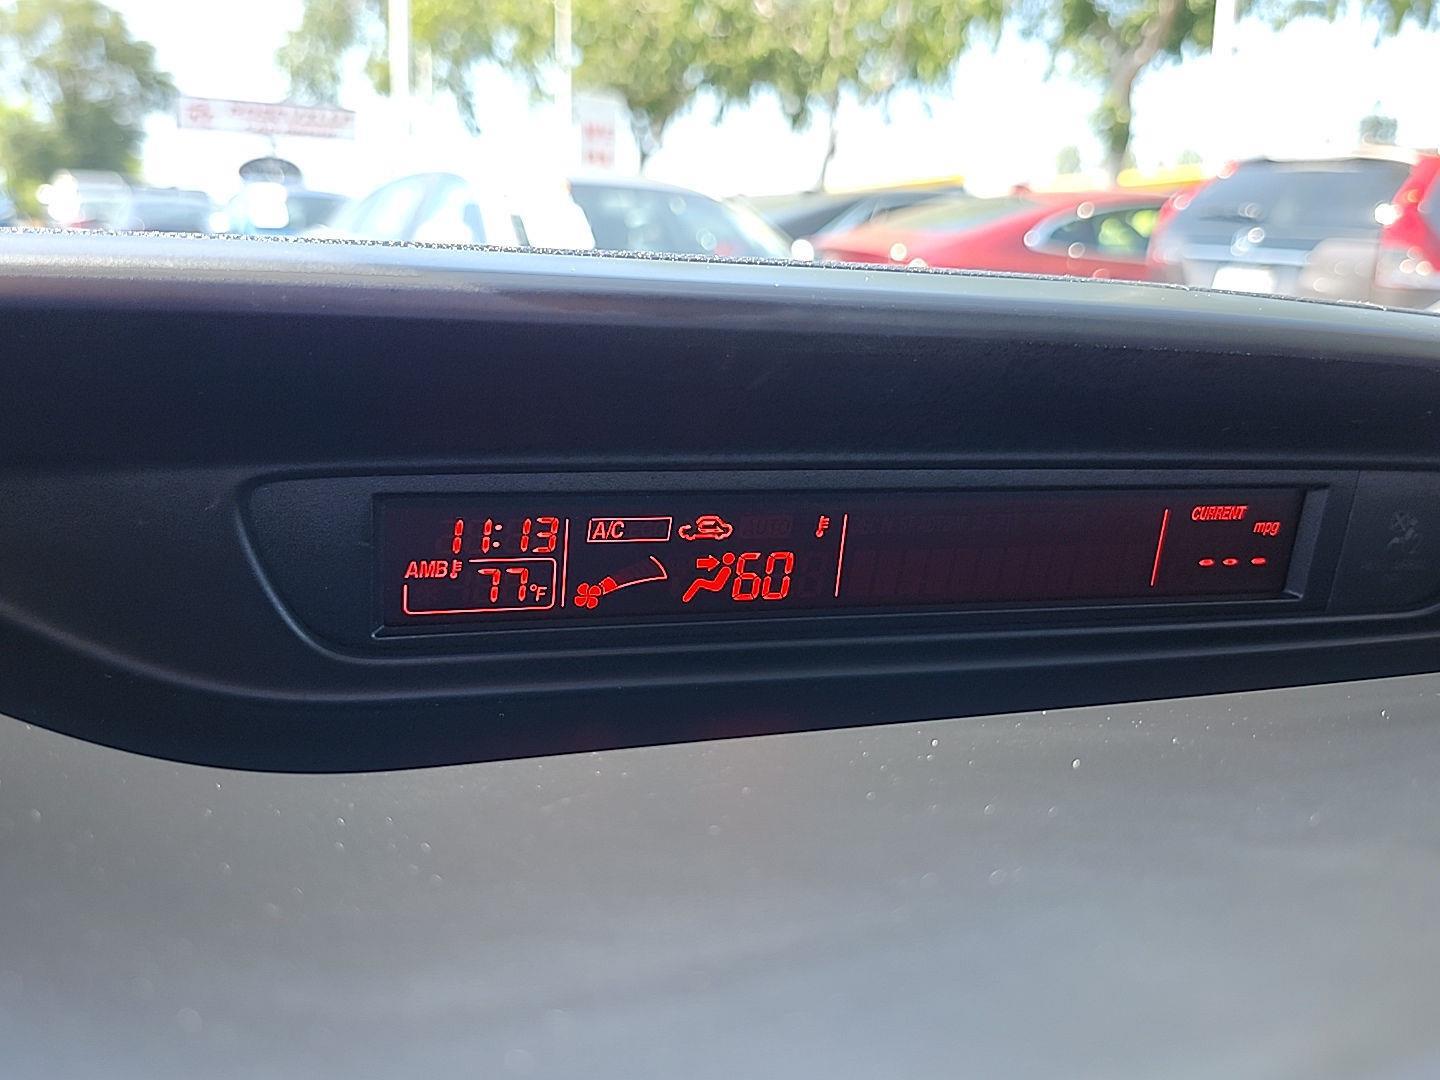 11:13
AMB 77°F
A/C
60
CURRENT
mpg
---